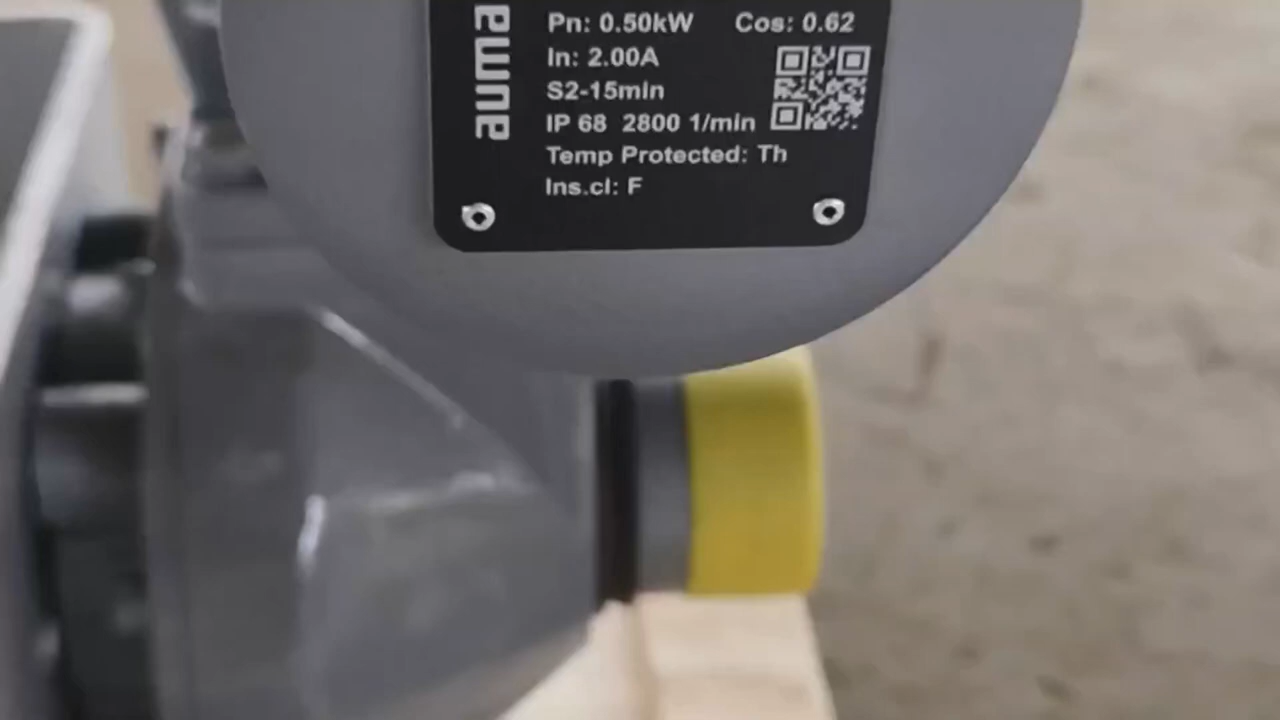 auma
Pn: 0.50kW Cos: 0.62
In: 2.00A
S2-15min
IP 68 2800 1/min
Temp Protected: Th
Ins.cl: F